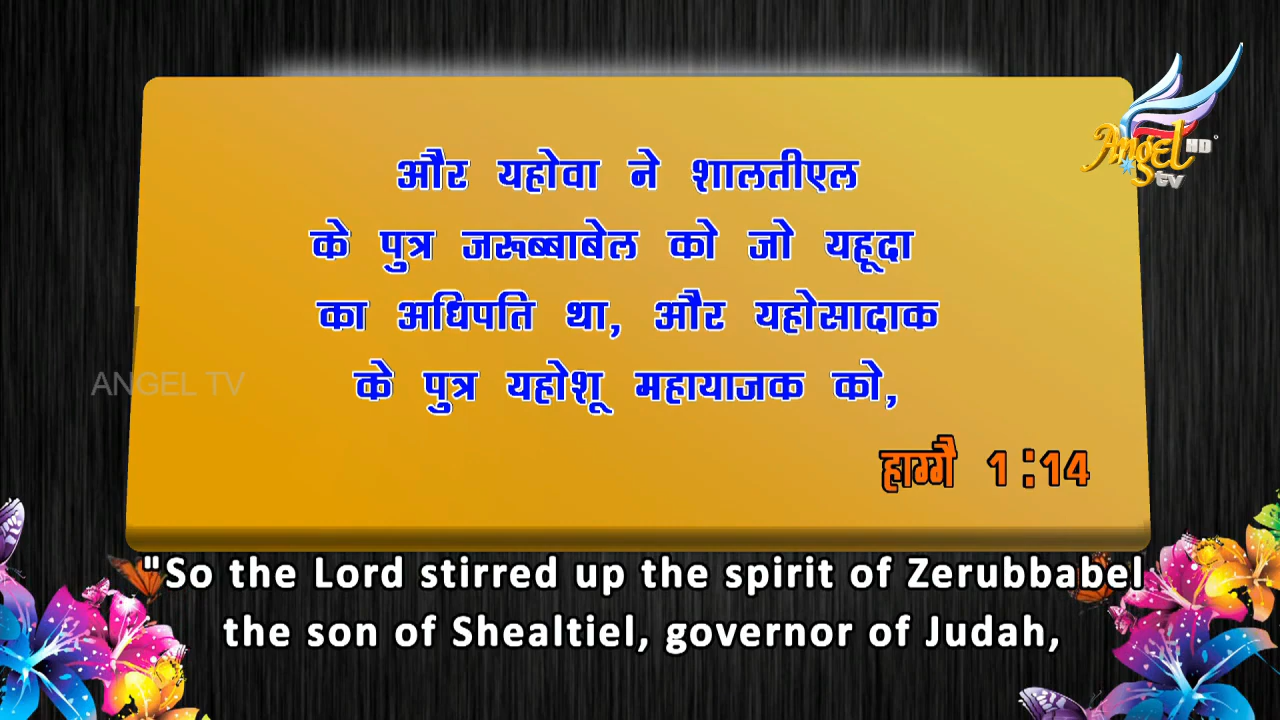 Angel HD
tv
और यहोवा ने शालतीएल
के पुत्र जरुब्बाबेल को जो यहूदा
का अधिपति था, और यहोसादाक
के पुत्र यहोशू महायाजक को,
ANGEL TV
हाग्गै 1:14
"So the Lord stirred up the spirit of Zerubbabel
the son of Shealtiel, governor of Judah,